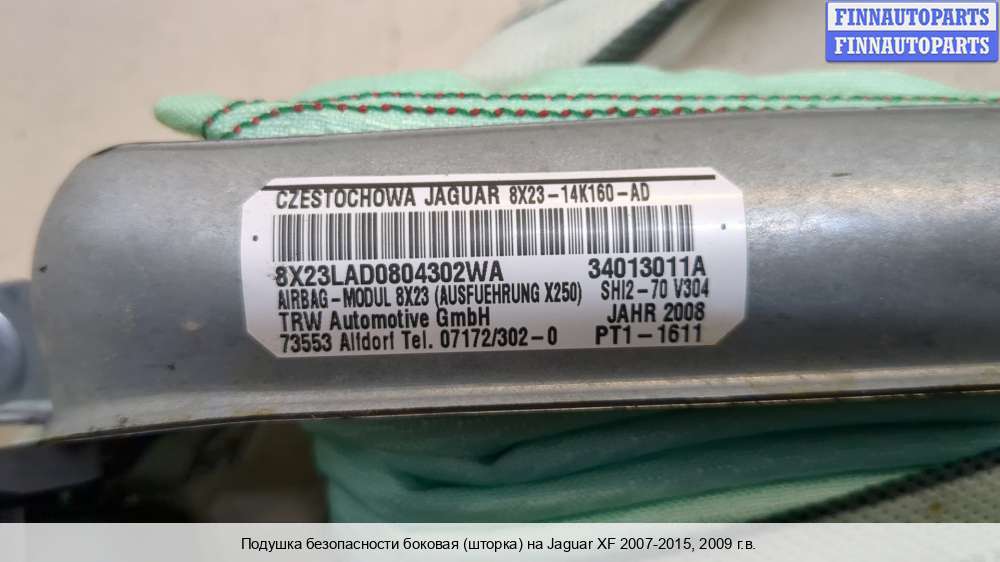 FINNAUTOPARTS
FINNAUTOPARTS
CZESTOCHOWA JAGUAR 8X23-14K160-AD
8X23LAD0804302WA 34013011A
AIRBAG-MODUL 8X23 (AUSFUEHRUNG X250) SHI2-70 V304
TRW Automotive GmbH JAHR 2008
73553 Alfdorf Tel. 07172/302-0 PT1-1611
Подушка безопасности боковая (шторка) на Jaguar XF 2007-2015, 2009 г.в.